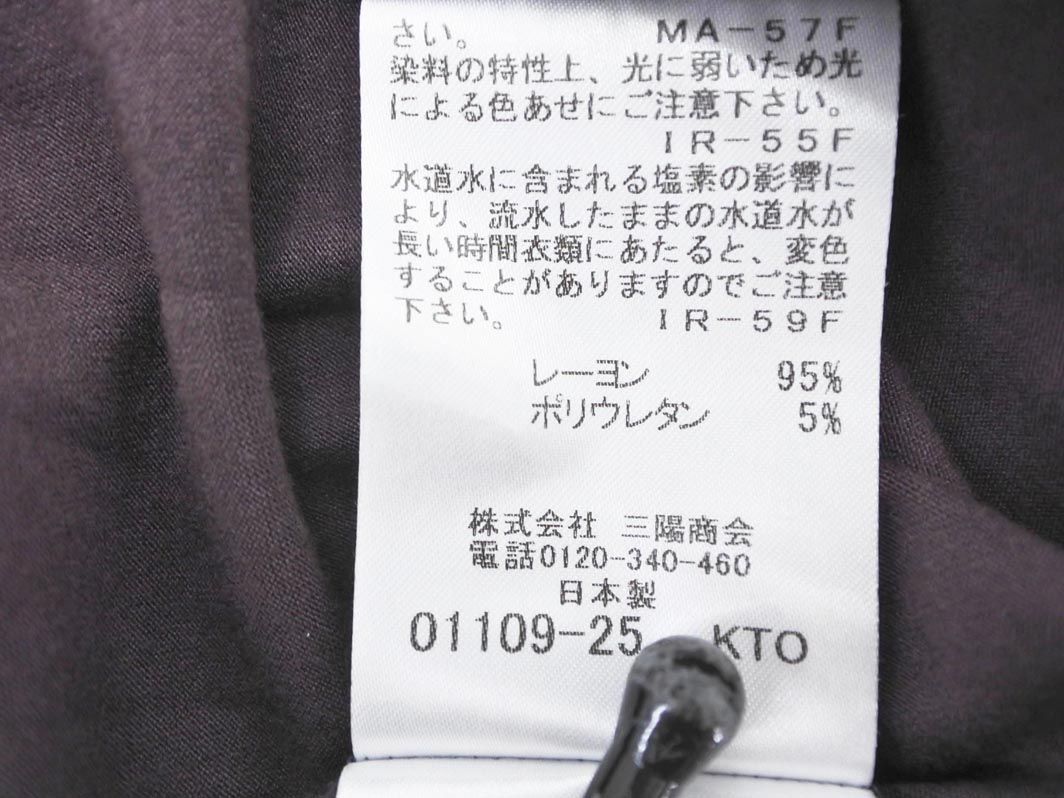 さい。 MA-57F
染料の特性上、光に弱いため光
による色あせにご注意下さい。
IR-55F
水道水に含まれる塩素の影響に
より、流水したままの水道水が
長い時間衣類にあたると、変色
することがありますのでご注意
下さい。 IR-59F
レーヨン 95%
ポリウレタン 5%
株式会社 三陽商会
電話0120-340-460
日本製
01109-25 KTO